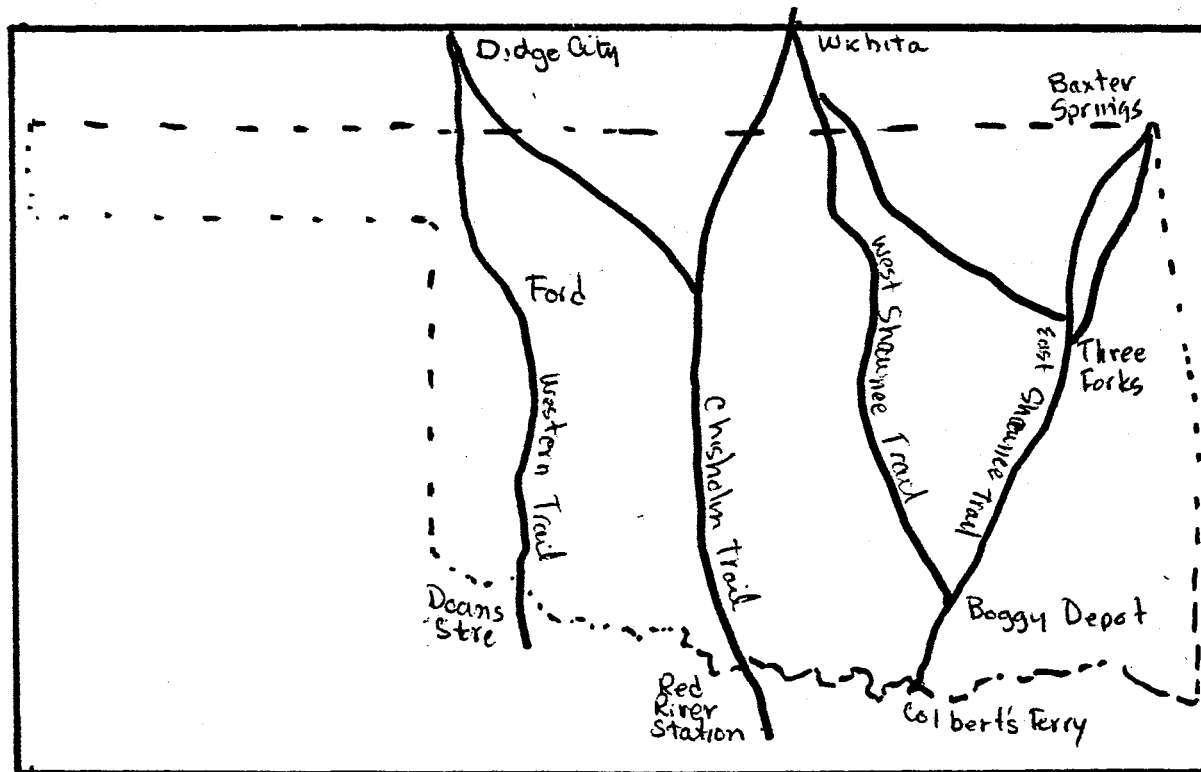 Didge City
Wichita
Baxter
Springs
Ford
West Shawnee Trail
East Shawnee Trail
Three
Forks
Western Trail
Chisholm Trail
Doans
Store
Boggy Depot
Red
River
Station
Colbert's Ferry